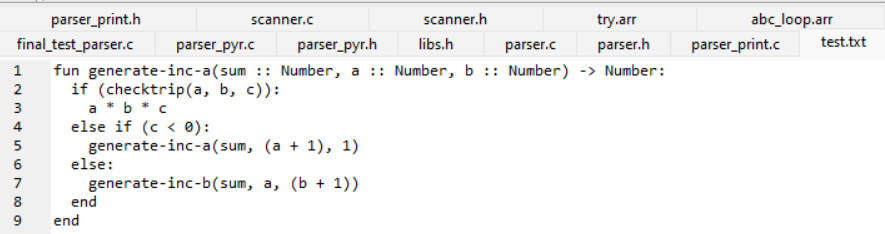 parser_print.h scanner.c scanner.h try.arr abc_loop.arr
final_test_parser.c parser_pyr.c parser_pyr.h libs.h parser.c parser.h parser_print.c test.txt
1 fun generate-inc-a(sum :: Number, a :: Number, b :: Number) -> Number:
2 if (checktrip(a, b, c)):
3 a * b * c
4 else if (c < 0):
5 generate-inc-a(sum, (a + 1), 1)
6 else:
7 generate-inc-b(sum, a, (b + 1))
8 end
9 end